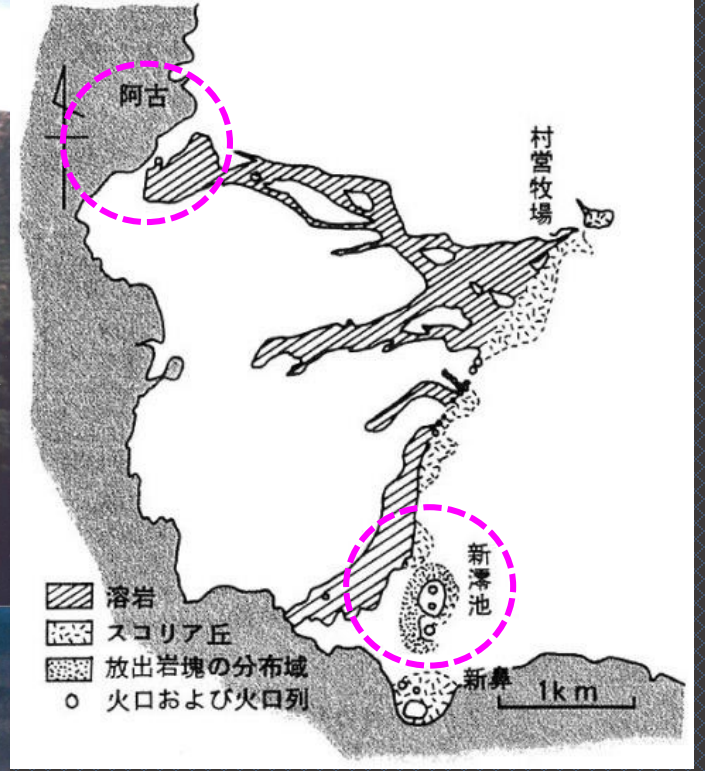 阿古
村営牧場
新澪池
新鼻
1km
溶岩
スコリア丘
放出岩塊の分布域
火口および火口列